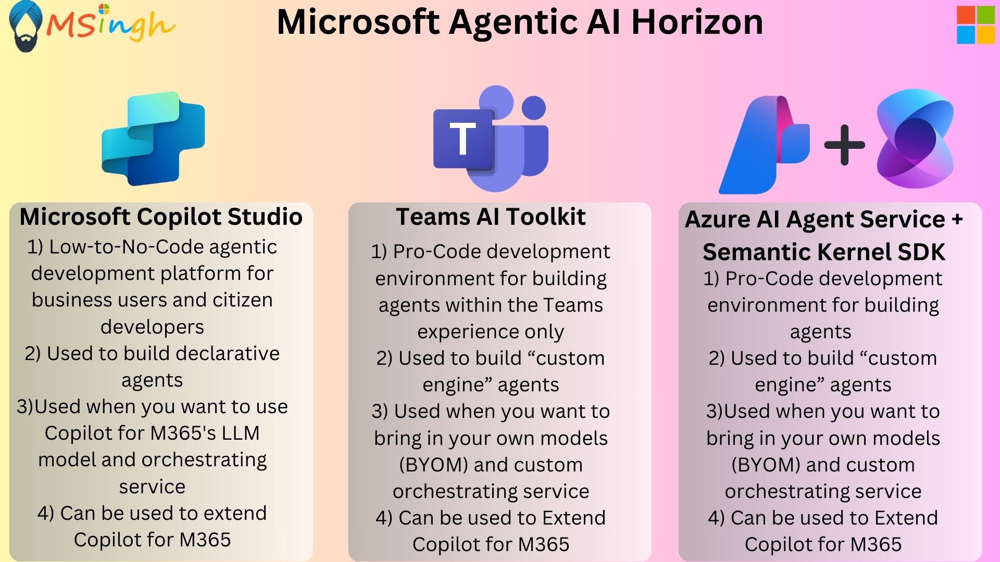 MSingh
Microsoft Agentic AI Horizon
T
Microsoft Copilot Studio
1) Low-to-No-Code agentic
development platform for
business users and citizen
developers
2) Used to build declarative
agents
3)Used when you want to use
Copilot for M365's LLM
model and orchestrating
service
4) Can be used to extend
Copilot for M365
Teams AI Toolkit
1) Pro-Code development
environment for building
agents within the Teams
experience only
2) Used to build “custom
engine” agents
3) Used when you want to
bring in your own models
(BYOM) and custom
orchestrating service
4) Can be used to Extend
Copilot for M365
Azure AI Agent Service +
Semantic Kernel SDK
1) Pro-Code development
environment for building
agents
2) Used to build “custom
engine” agents
3)Used when you want to
bring in your own models
(BYOM) and custom
orchestrating service
4) Can be used to Extend
Copilot for M365